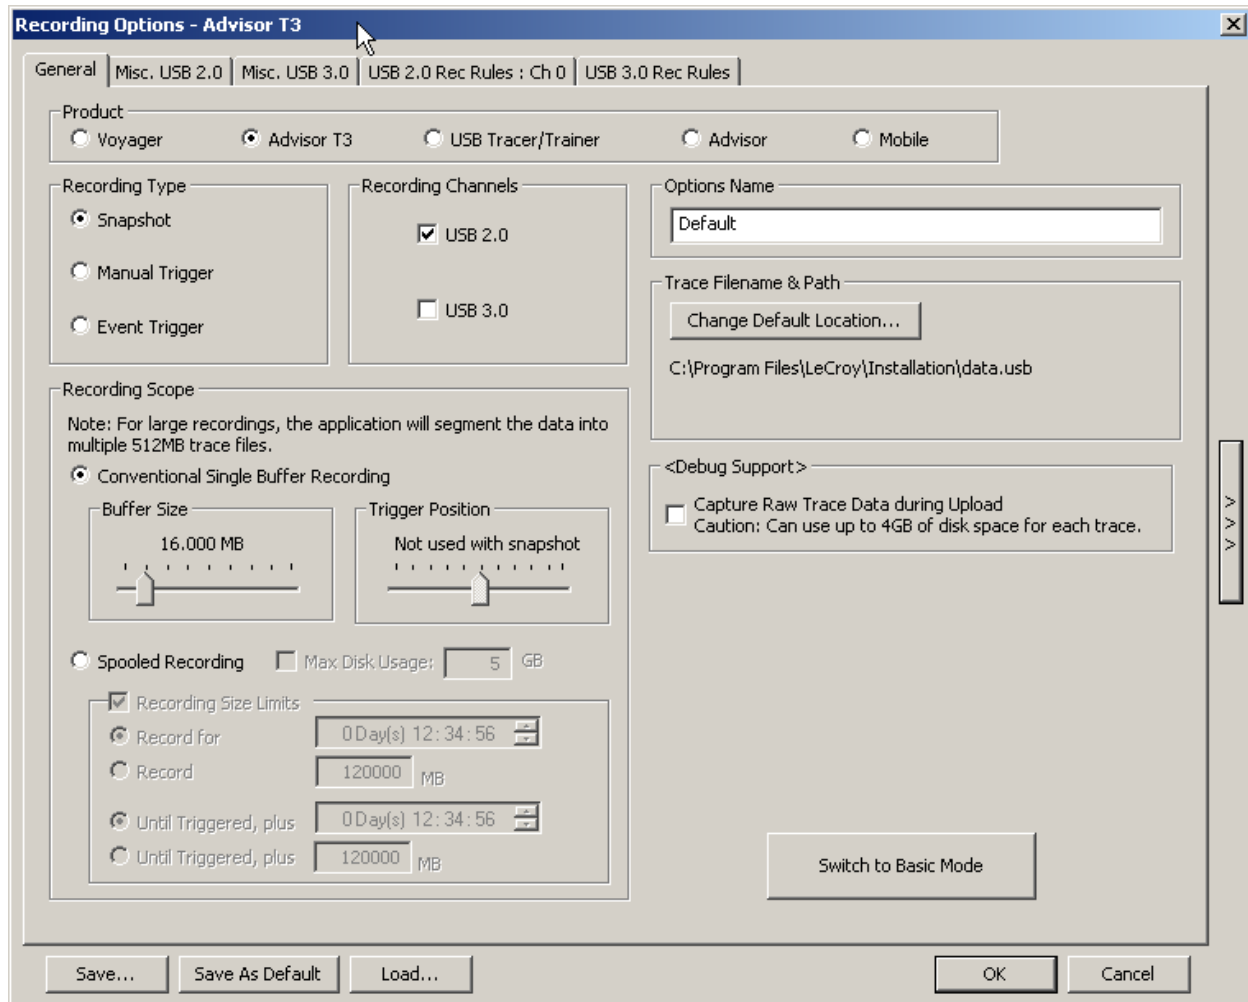 Recording Options - Advisor T3
General
Misc. USB 2.0
Misc. USB 3.0
USB 2.0 Rec Rules : Ch 0
USB 3.0 Rec Rules
Product
Voyager
Advisor T3
USB Tracer/Trainer
Advisor
Mobile
Recording Type
Snapshot
Manual Trigger
Event Trigger
Recording Channels
USB 2.0
USB 3.0
Options Name
Default
Trace Filename & Path
Change Default Location...
C:\Program Files\LeCroy\Installation\data.usb
<Debug Support>
Capture Raw Trace Data during Upload
Caution: Can use up to 4GB of disk space for each trace.
Recording Scope
Note: For large recordings, the application will segment the data into
multiple 512MB trace files.
Conventional Single Buffer Recording
Buffer Size
16.000 MB
Trigger Position
Not used with snapshot
Spooled Recording
Max Disk Usage: 5 GB
Recording Size Limits
Record for 0 Day(s) 12:34:56
Record 120000 MB
Until Triggered, plus 0 Day(s) 12:34:56
Until Triggered, plus 120000 MB
Switch to Basic Mode
>
>
>
Save...
Save As Default
Load...
OK
Cancel